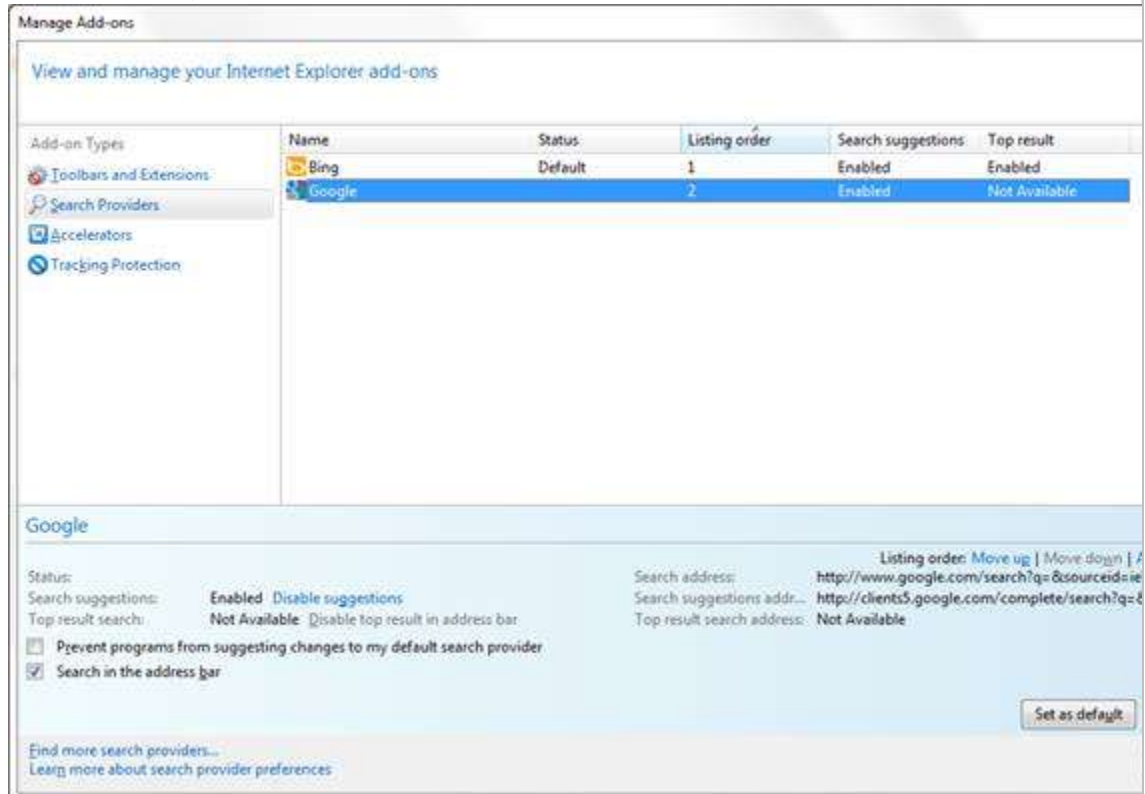 Manage Add-ons
View and manage your Internet Explorer add-ons
Add-on Types
Toolbars and Extensions
Search Providers
Accelerators
Tracking Protection
Name Status Listing order Search suggestions Top result
Bing Default 1 Enabled Enabled
Google 2 Enabled Not Available
Google
Listing order: Move up | Move down |
Status:
Search suggestions: Enabled Disable suggestions
Top result search: Not Available Disable top result in address bar
Search address: http://www.google.com/search?q=&sourceid=ie
Search suggestions addr... http://clients5.google.com/complete/search?q=
Top result search address: Not Available
Prevent programs from suggesting changes to my default search provider
Search in the address bar
Set as default
Find more search providers...
Learn more about search provider preferences